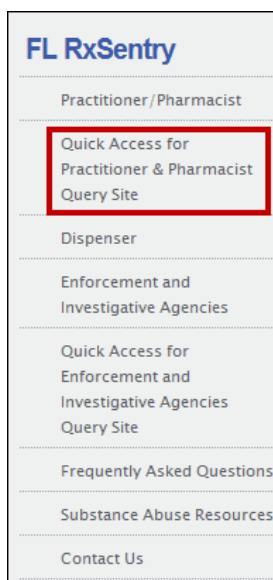 FL RxSentry
Practitioner/Pharmacist
Quick Access for
Practitioner & Pharmacist
Query Site
Dispenser
Enforcement and
Investigative Agencies
Quick Access for
Enforcement and
Investigative Agencies
Query Site
Frequently Asked Questions
Substance Abuse Resources
Contact Us